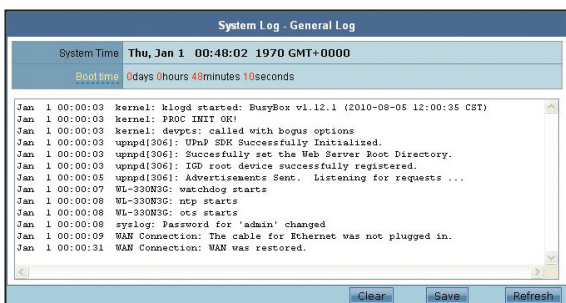 System Log - General Log
System Time Thu, Jan 1 00:48:02 1970 GMT+0000
Boot time 0days 0hours 48minutes 10seconds
Jan 1 00:00:03 kernel: klogd started: BusyBox v1.12.1 (2010-08-05 12:00:35 CST)
Jan 1 00:00:03 kernel: PROC INIT OK!
Jan 1 00:00:03 kernel: devpts: called with bogus options
Jan 1 00:00:03 upnpd[306]: UPnP SDK Successfully Initialized.
Jan 1 00:00:03 upnpd[306]: Succesfully set the Web Server Root Directory.
Jan 1 00:00:03 upnpd[306]: IGD root device successfully registered.
Jan 1 00:00:05 upnpd[306]: Advertisements Sent. Listening for requests ...
Jan 1 00:00:07 WL-330N3G: watchdog starts
Jan 1 00:00:08 WL-330N3G: ntp starts
Jan 1 00:00:08 WL-330N3G: ots starts
Jan 1 00:00:08 syslog: Password for 'admin' changed
Jan 1 00:00:09 WAN Connection: The cable for Ethernet was not plugged in.
Jan 1 00:00:31 WAN Connection: WAN was restored.
Clear Save Refresh